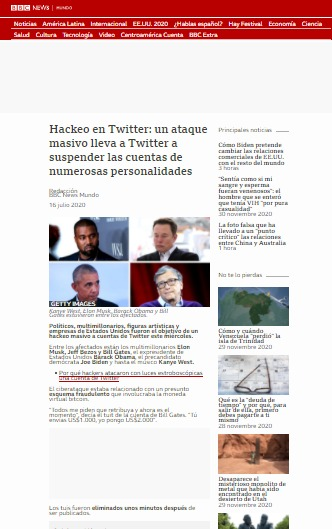 BBC NEWS MUNDO
Noticias América Latina Internacional EE.UU. 2020 ¿Hablas español? Hay Festival Economía Ciencia
Salud Cultura Tecnología Video Centroamérica Cuenta BBC Extra
Hackeo en Twitter: un ataque
masivo lleva a Twitter a
suspender las cuentas de
numerosas personalidades
Redacción
BBC News Mundo
16 julio 2020
GETTY IMAGES
Kanye West, Elon Musk, Barack Obama y Bill
Gates estuvieron entre los afectados.
Políticos, multimillonarios, figuras artísticas y
empresas de Estados Unidos fueron el objetivo de un
hackeo masivo a cuentas de Twitter este miércoles.
Entre los afectados están los multimillonarios Elon
Musk, Jeff Bezos y Bill Gates, el expresidente de
Estados Unidos Barack Obama, el precandidato
demócrata Joe Biden y hasta el músico Kanye West.
Por qué hackers atacaron con luces estroboscópicas
una cuenta de Twitter
El ciberataque estaba relacionado con un presunto
esquema fraudulento que involucraba la moneda
virtual bitcoin.
"Todos me piden que retribuya y ahora es el
momento", decía el tuit de la cuenta de Bill Gates. "Tú
envías US$1.000, yo pongo US$2.000".
Los tuis fueron eliminados unos minutos después de
ser publicados.
Principales noticias
Cómo Biden pretende
cambiar las relaciones
comerciales de EE.UU.
con el resto del mundo
3 horas
"Sentía como si mi
sangre y esperma
fueran venenosos": el
hombre que se enteró
que tenía VIH "por pura
casualidad"
30 noviembre 2020
La foto falsa que ha
llevado a un "punto
crítico" las relaciones
entre China y Australia
1 hora
No te lo pierdas
Cómo y cuándo
Venezuela "perdió" la
isla de Trinidad
29 noviembre 2020
Qué es la "deuda de
tiempo" y por qué, para
salir de ella, primero
debes pagarte a ti
mismo
28 noviembre 2020
Desaparece el
misterioso monolito de
metal que había sido
encontrado en el
desierto de Utah
29 noviembre 2020